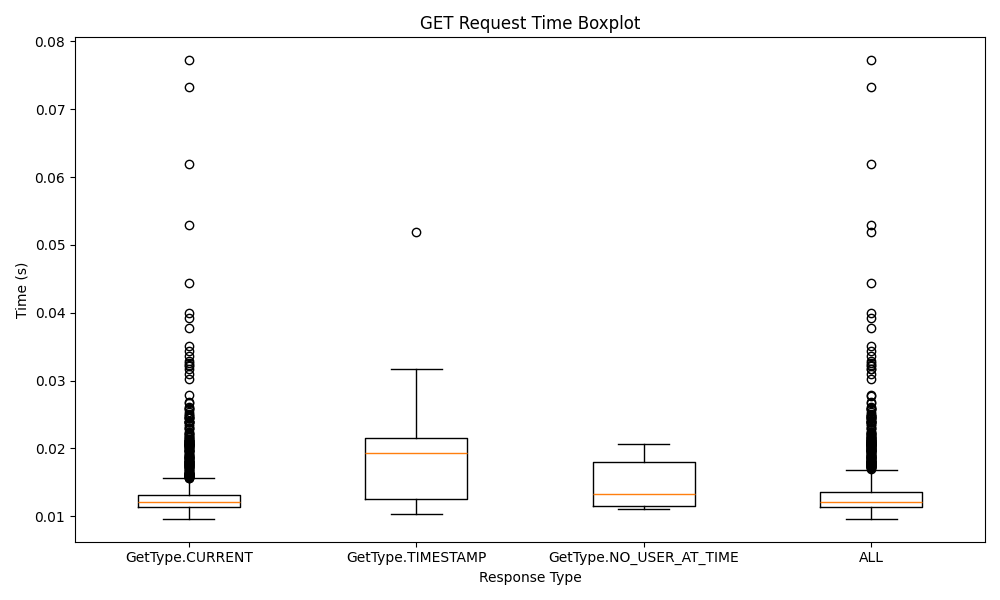 GET Request Time Boxplot
0.08
0.07
0.06
0.05
0.04
0.03
0.02
0.01
Time (s)
GetType.CURRENT GetType.TIMESTAMP GetType.NO_USER_AT_TIME ALL
Response Type